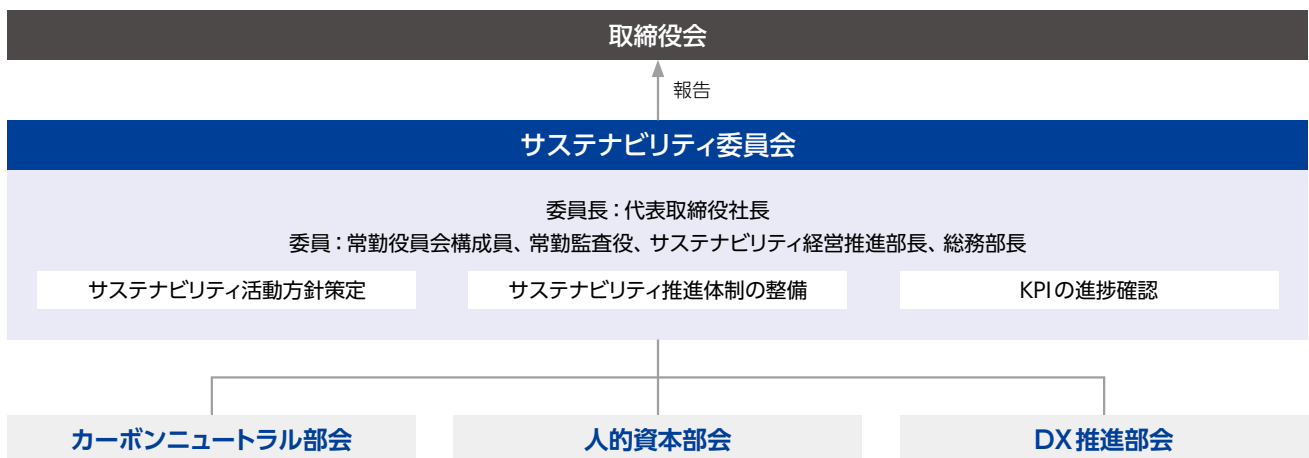 取締役会
報告
サステナビリティ委員会
委員長：代表取締役社長
委員：常勤役員会構成員、常勤監査役、サステナビリティ経営推進部長、総務部長
サステナビリティ活動方針策定
サステナビリティ推進体制の整備
KPIの進捗確認
カーボンニュートラル部会
人的資本部会
DX推進部会